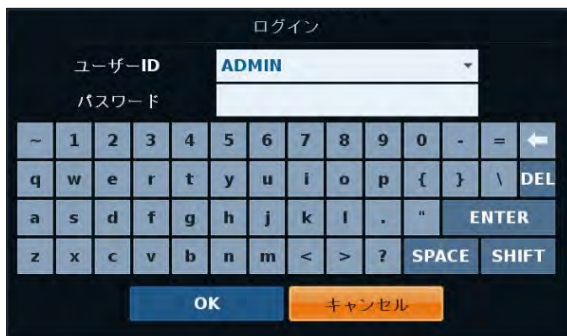 ログイン
ユーザーID ADMIN
パスワード
~ 1 2 3 4 5 6 7 8 9 0 - =
q w e r t y u i o p { } \ DEL
a s d f g h j k l . " ENTER
z x c v b n m < > ? SPACE SHIFT
OK キャンセル